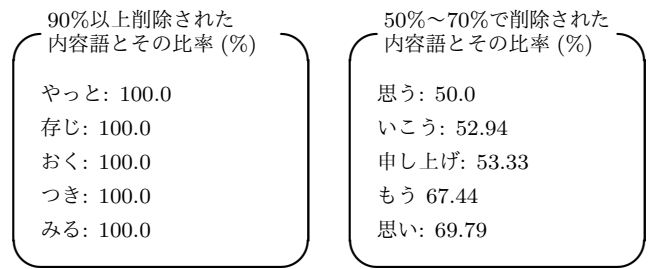 90%以上削除された
内容語とその比率 (%)
やっと: 100.0
存じ: 100.0
おく: 100.0
つき: 100.0
みる: 100.0
50%～70%で削除された
内容語とその比率 (%)
思う: 50.0
いこう: 52.94
申し上げ: 53.33
もう 67.44
思い: 69.79